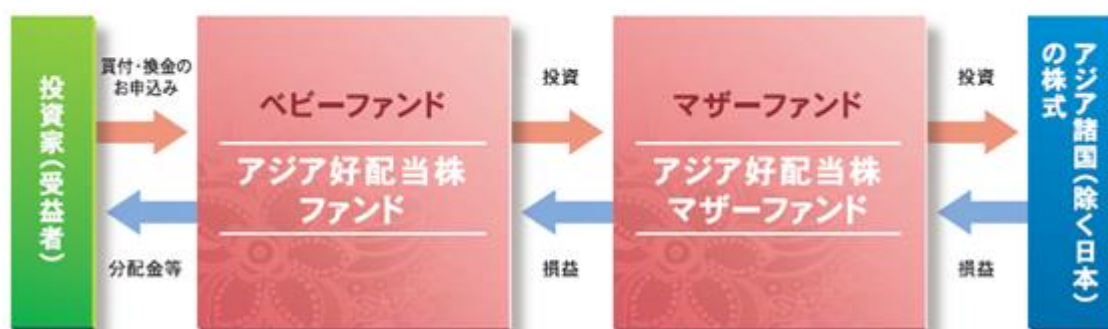 投資家(受益者)
買付・換金の
お申込み
分配金等
ベビーファンド
アジア好配当株
ファンド
投資
損益
マザーファンド
アジア好配当株
マザーファンド
投資
損益
アジア諸国(除く日本)
の株式